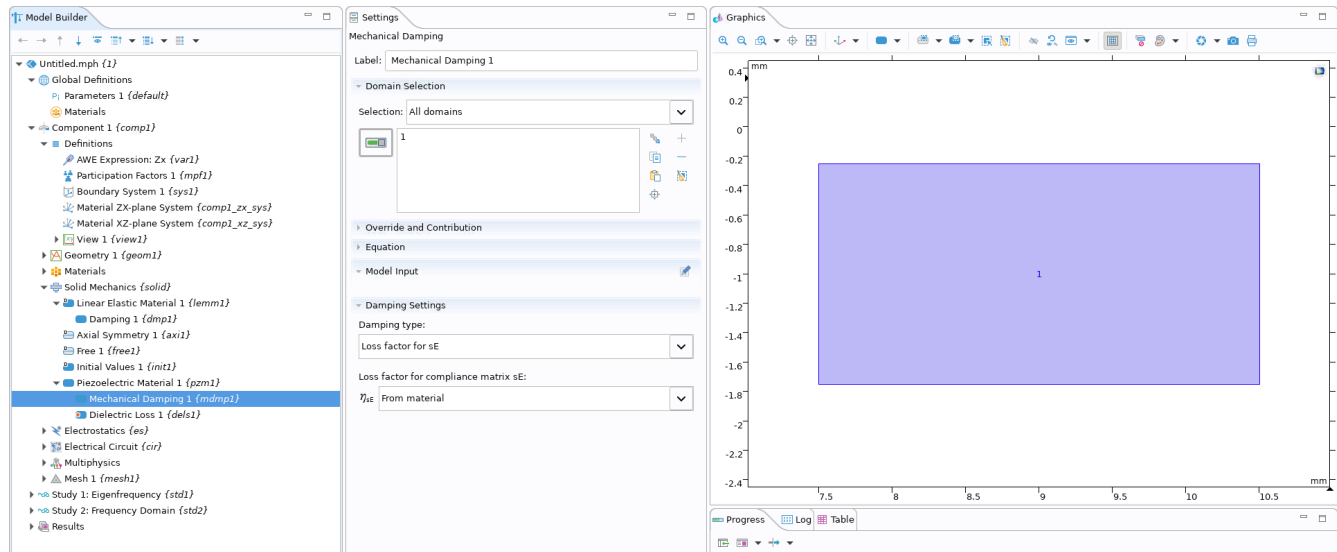 Model Builder
Untitled.mph {1}
Global Definitions
Pi Parameters 1 {default}
Materials
Component 1 {comp1}
Definitions
AWE Expression: Zx {var1}
Participation Factors 1 {mpf1}
Boundary System 1 {sys1}
Material ZX-plane System {comp1_zx_sys}
Material XZ-plane System {comp1_xz_sys}
View 1 {view1}
Geometry 1 {geom1}
Materials
Solid Mechanics {solid}
Linear Elastic Material 1 {lemm1}
Damping 1 {dmp1}
Axial Symmetry 1 {axi1}
Free 1 {free1}
Initial Values 1 {init1}
Piezoelectric Material 1 {pzm1}
Mechanical Damping 1 {mdmp1}
Dielectric Loss 1 {dels1}
Electrostatics {es}
Electrical Circuit {cir}
Multiphysics
Mesh 1 {mesh1}
Study 1: Eigenfrequency {std1}
Study 2: Frequency Domain {std2}
Results
Settings
Mechanical Damping
Label: Mechanical Damping 1
Domain Selection
Selection: All domains
1
Override and Contribution
Equation
Model Input
Damping Settings
Damping type:
Loss factor for sE
Loss factor for compliance matrix sE:
ηsE From material
Graphics
mm
0.4
0.2
0
-0.2
-0.4
-0.6
-0.8
-1
-1.2
-1.4
-1.6
-1.8
-2
-2.2
-2.4
1
mm
7.5 8 8.5 9 9.5 10 10.5
Progress Log Table